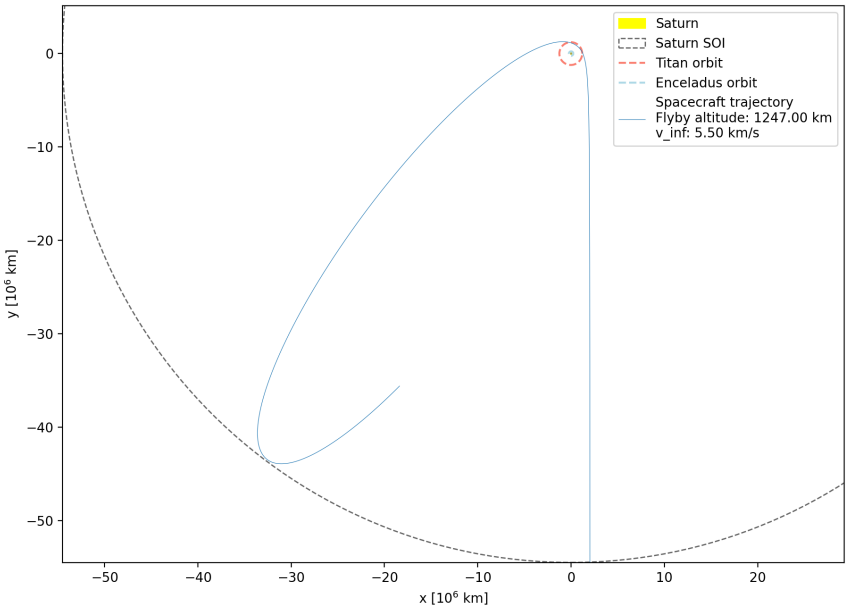 Saturn
Saturn SOI
Titan orbit
Enceladus orbit
Spacecraft trajectory
Flyby altitude: 1247.00 km
v_inf: 5.50 km/s
0
−10
−20
−30
−40
−50
y [10⁶ km]
−50
−40
−30
−20
−10
0
10
20
x [10⁶ km]